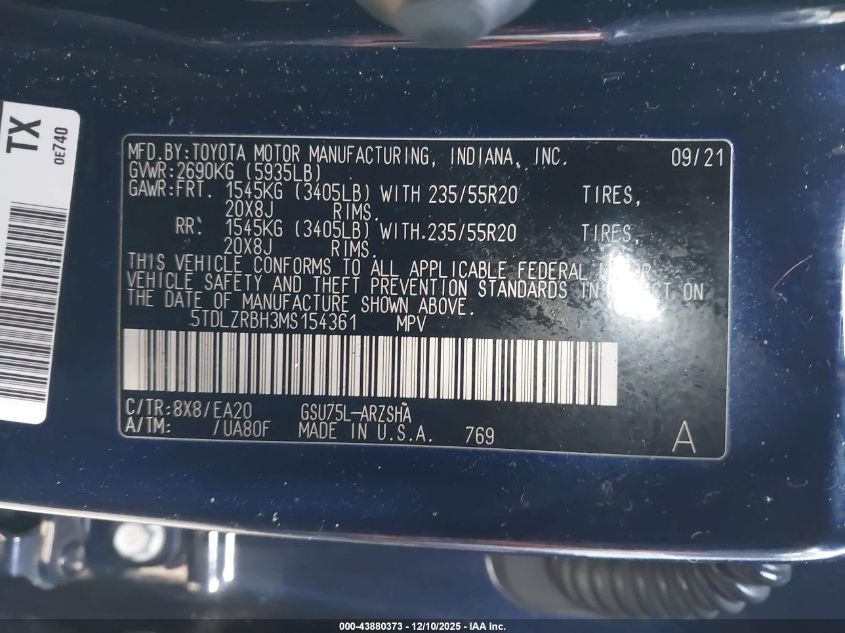 TX
OE740
MFD.BY:TOYOTA MOTOR MANUFACTURING, INDIANA, INC. 09/21
GVWR:2690KG (5935LB)
GAWR:FRT. 1545KG (3405LB) WITH 235/55R20 TIRES,
20X8J RIMS.
RR: 1545KG (3405LB) WITH.235/55R20 TIRES,
20X8J RIMS.
THIS VEHICLE CONFORMS TO ALL APPLICABLE FEDERAL MOTOR
VEHICLE SAFETY AND THEFT PREVENTION STANDARDS IN EFFECT ON
THE DATE OF MANUFACTURE SHOWN ABOVE.
5TDLZRBH3MS154361 MPV
C/TR:8X8/EA20 GSU75L-ARZSHA
A/TM: /UA80F MADE IN U.S.A. 769
A
000-43880373 - 12/10/2025 - IAA Inc.